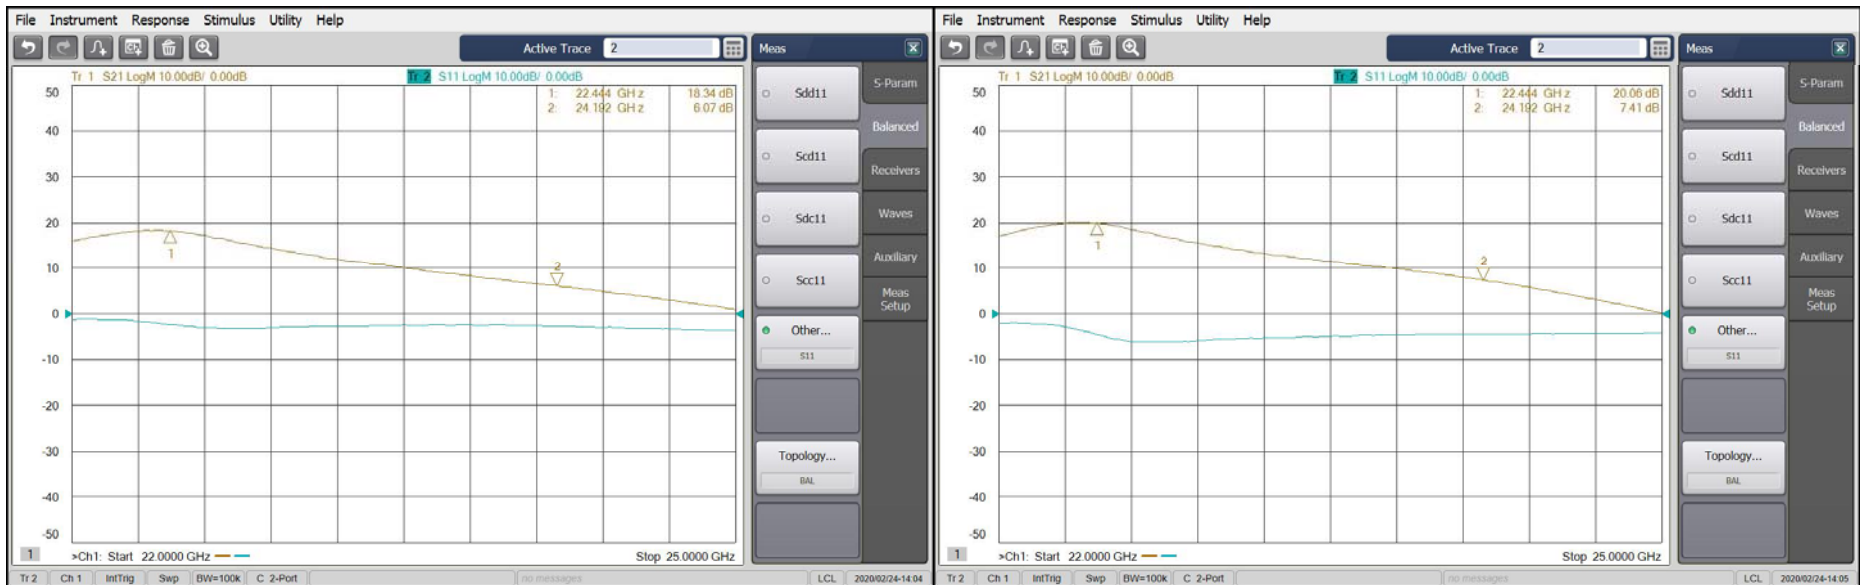 File Instrument Response Stimulus Utility Help
Active Trace 2
Meas
Tr 1 S21 LogM 10.00dB/ 0.00dB
Tr 2 S11 LogM 10.00dB/ 0.00dB
1: 22.444 GHz 18.34 dB
2: 24.192 GHz 6.07 dB
50
40
30
20
10
0
-10
-20
-30
-40
-50
1
2
1
>Ch1: Start 22.0000 GHz
Stop 25.0000 GHz
Sdd11
Scd11
Sdc11
Scc11
Other...
S11
Topology...
BAL
S-Param
Balanced
Receivers
Waves
Auxiliary
Meas
Setup
Tr 2 Ch 1 IntTrig Swp BW=100k C 2-Port no messages LCL 2020/02/24-14:04
File Instrument Response Stimulus Utility Help
Active Trace 2
Meas
Tr 1 S21 LogM 10.00dB/ 0.00dB
Tr 2 S11 LogM 10.00dB/ 0.00dB
1: 22.444 GHz 20.06 dB
2: 24.192 GHz 7.41 dB
50
40
30
20
10
0
-10
-20
-30
-40
-50
1
2
1
>Ch1: Start 22.0000 GHz
Stop 25.0000 GHz
Sdd11
Scd11
Sdc11
Scc11
Other...
S11
Topology...
BAL
S-Param
Balanced
Receivers
Waves
Auxiliary
Meas
Setup
Tr 2 Ch 1 IntTrig Swp BW=100k C 2-Port no messages LCL 2020/02/24-14:05